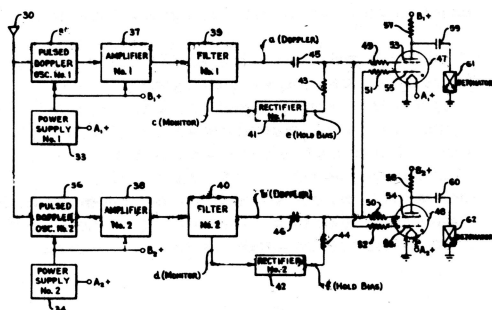 30
37
39
a (DOPPLER)
45
57
B₁+
59
PULSED
DOPPLER
OSC. No.1
AMPLIFIER
No. 1
FILTER
No. 1
49
53
47
61
51
55
A₁+
DETONATOR
43
B₁+
c (MONITOR)
RECTIFIER
No. 1
41
e (HOLD BIAS)
POWER
SUPPLY
No. 1
A₁+
33
36
38
40
b (DOPPLER)
46
58
B₂+
60
PULSED
DOPPLER
OSC. No.2
AMPLIFIER
No. 2
FILTER
No. 2
50
54
48
62
52
56
A₂+
DETONATOR
44
B₂+
d (MONITOR)
RECTIFIER
No. 2
42
f (HOLD BIAS)
POWER
SUPPLY
No. 2
A₂+
34